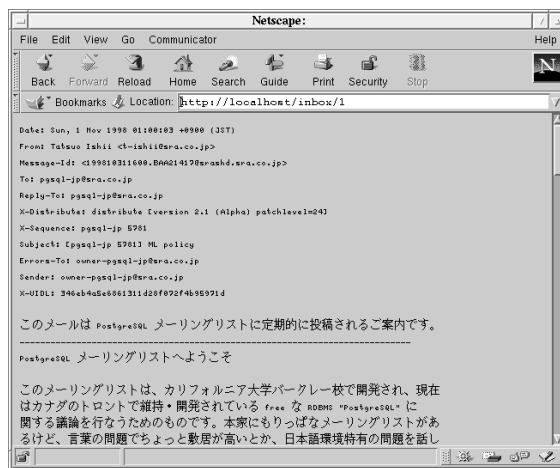 Netscape:
File Edit View Go Communicator Help
Back Forward Reload Home Search Guide Print Security Stop
N
Bookmarks Location: http://localhost/inbox/1
Date: Sun, 1 Nov 1998 01:00:03 +0900 (JST)
From: Tatsuo Ishii <t-ishii@sra.co.jp>
Message-Id: <199810311600.BAA21417@srashd.sra.co.jp>
To: pgsql-jp@sra.co.jp
Reply-To: pgsql-jp@sra.co.jp
X-Distribute: distribute [version 2.1 (Alpha) patchlevel=24]
X-Sequence: pgsql-jp 5781
Subject: [pgsql-jp 5781] ML policy
Errors-To: owner-pgsql-jp@sra.co.jp
Sender: owner-pgsql-jp@sra.co.jp
X-UIDL: 346eb4a5e6861311d28f072f4b95971d
このメールは PostgreSQL メーリングリストに定期的に投稿されるご案内です。
PostgreSQL メーリングリストへようこそ
このメーリングリストは、カリフォルニア大学バークレー校で開発され、現在
はカナダのトロントで維持・開発されている free な RDBMS "PostgreSQL" に
関する議論を行なうためのものです。本家にもりっぱなメーリングリストがあ
るけど、言葉の問題でちょっと敷居が高いとか、日本語環境特有の問題を話し